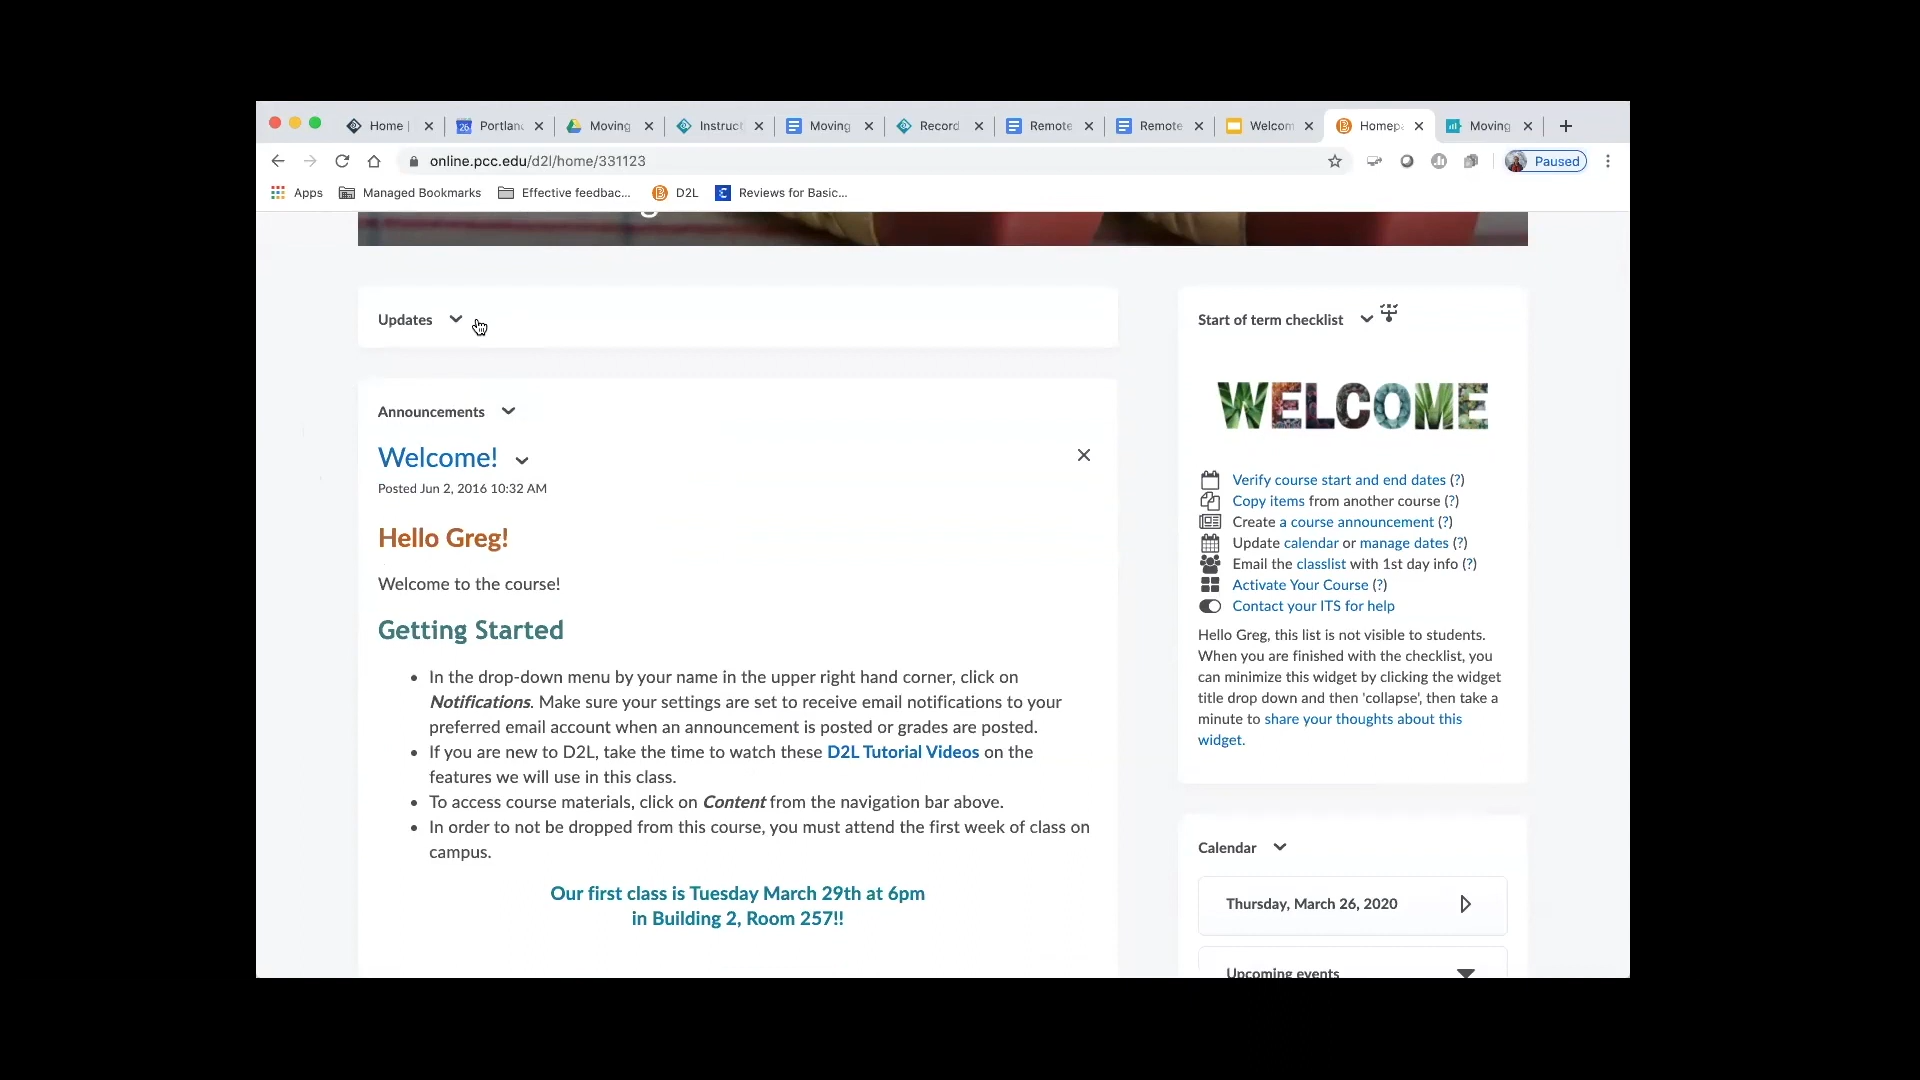 Home
Portlan
Moving
Instruct
Moving
Record
Remote
Remote
Welcom
Homepa
Moving
online.pcc.edu/d2l/home/331123
Paused
Apps
Managed Bookmarks
Effective feedbac...
D2L
Reviews for Basic...
Updates
Announcements
Welcome!
Posted Jun 2, 2016 10:32 AM
Hello Greg!
Welcome to the course!
Getting Started
• In the drop-down menu by your name in the upper right hand corner, click on
Notifications. Make sure your settings are set to receive email notifications to your
preferred email account when an announcement is posted or grades are posted.
• If you are new to D2L, take the time to watch these D2L Tutorial Videos on the
features we will use in this class.
• To access course materials, click on Content from the navigation bar above.
• In order to not be dropped from this course, you must attend the first week of class on
campus.
Our first class is Tuesday March 29th at 6pm
in Building 2, Room 257!!
Start of term checklist
WELCOME
Verify course start and end dates (?)
Copy items from another course (?)
Create a course announcement (?)
Update calendar or manage dates (?)
Email the classlist with 1st day info (?)
Activate Your Course (?)
Contact your ITS for help
Hello Greg, this list is not visible to students.
When you are finished with the checklist, you
can minimize this widget by clicking the widget
title drop down and then 'collapse', then take a
minute to share your thoughts about this
widget.
Calendar
Thursday, March 26, 2020
Upcoming events